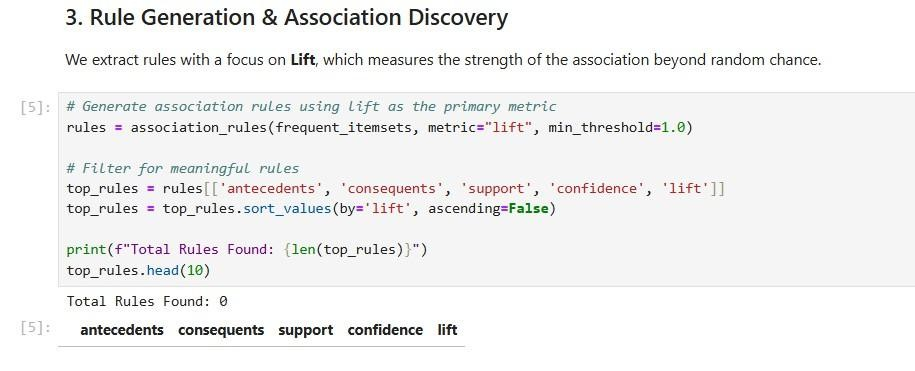 3. Rule Generation & Association Discovery
We extract rules with a focus on Lift, which measures the strength of the association beyond random chance.
[5]: # Generate association rules using lift as the primary metric
rules = association_rules(frequent_itemsets, metric="lift", min_threshold=1.0)
# Filter for meaningful rules
top_rules = rules[['antecedents', 'consequents', 'support', 'confidence', 'lift']]
top_rules = top_rules.sort_values(by='lift', ascending=False)
print(f"Total Rules Found: {len(top_rules)}")
top_rules.head(10)
Total Rules Found: 0
[5]: antecedents consequents support confidence lift